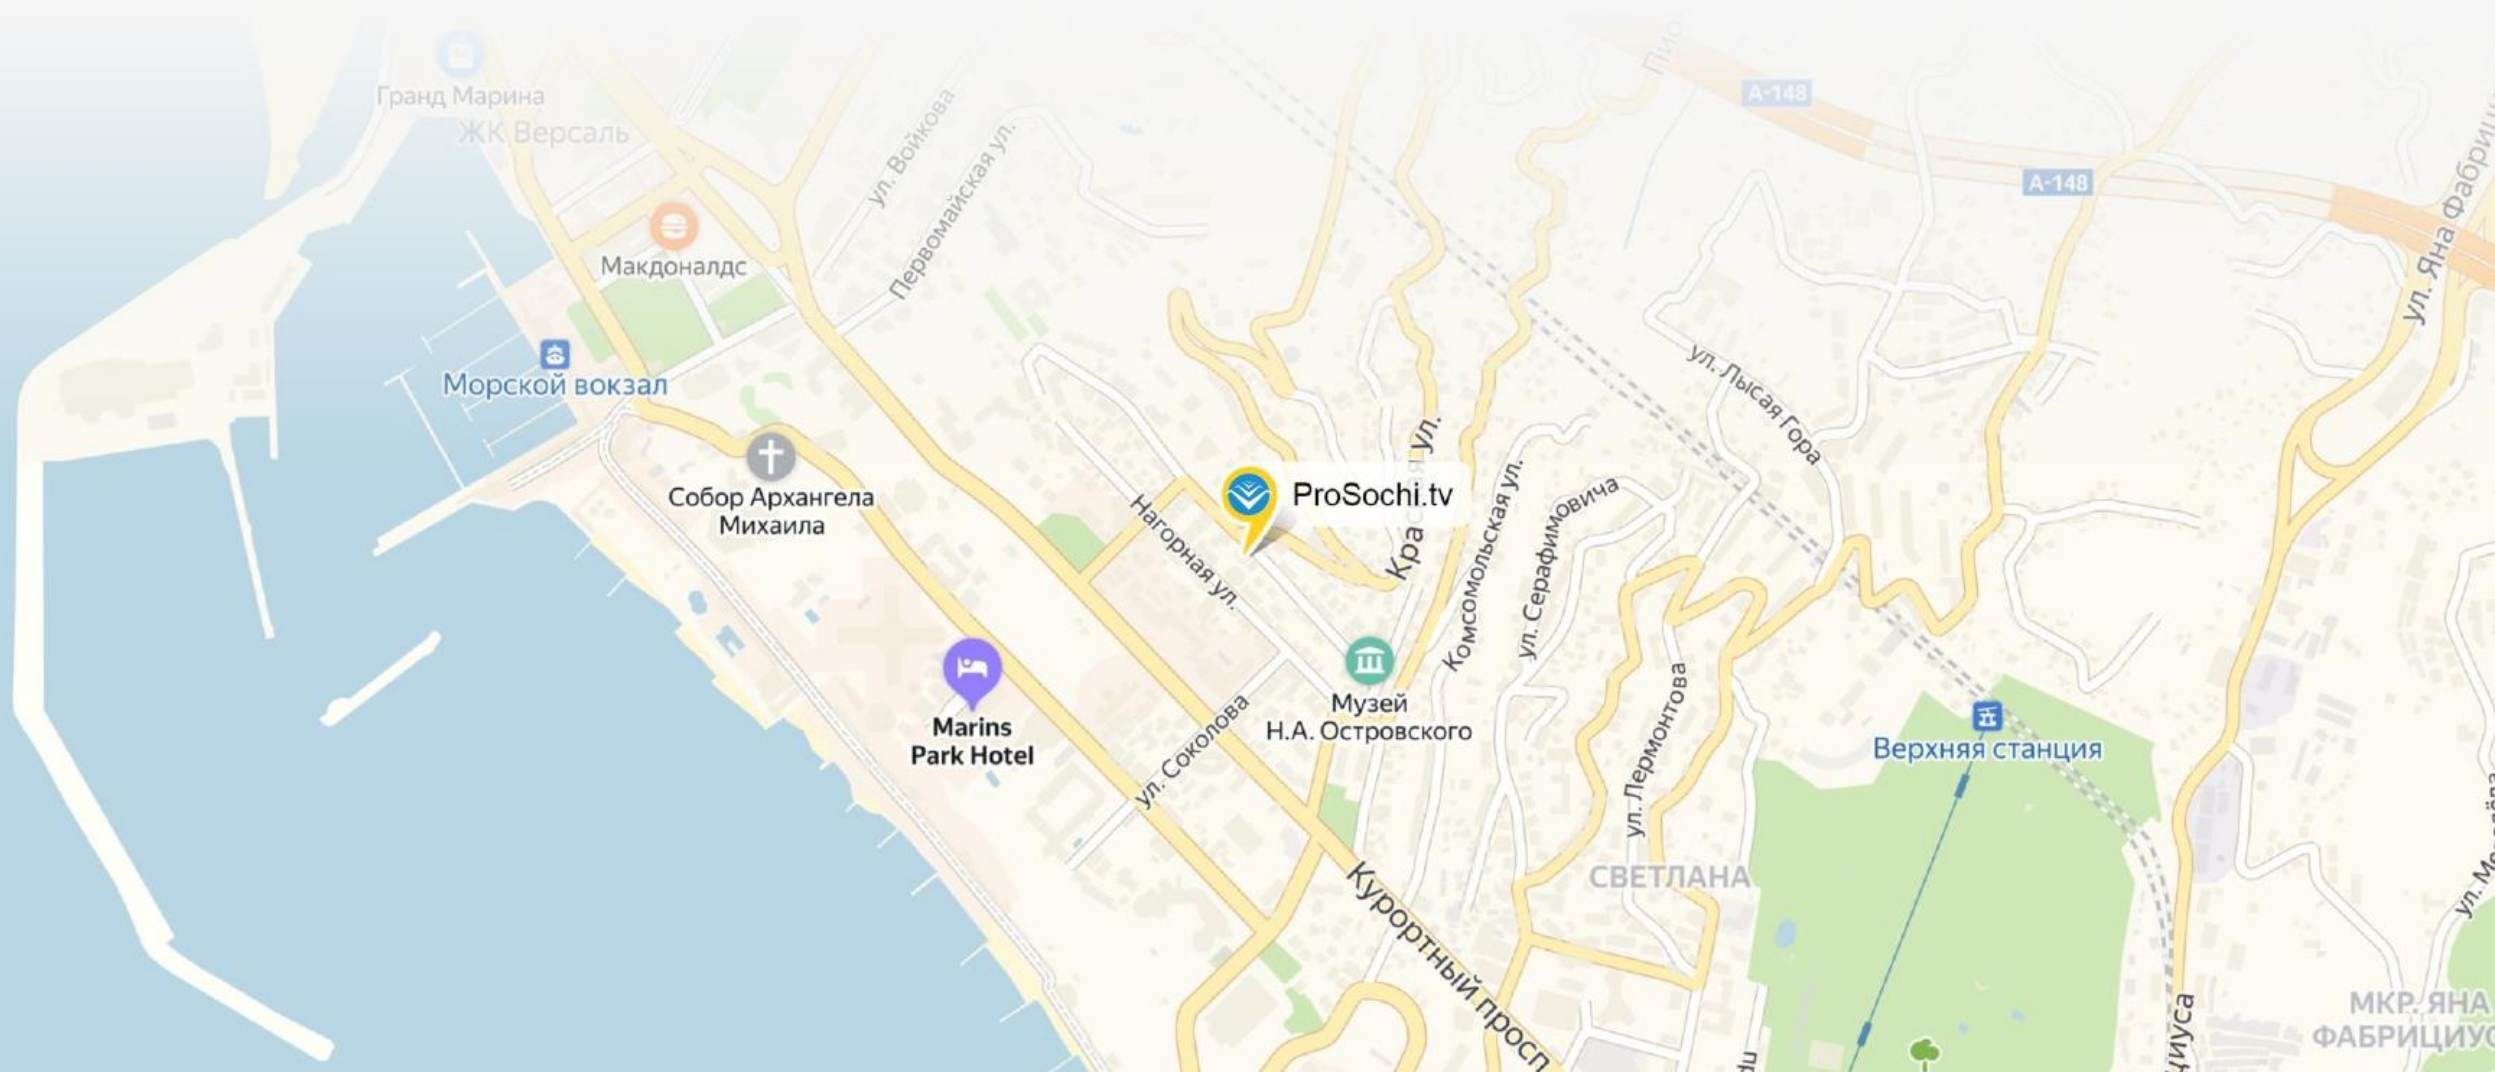 Гранд Марина
ЖК Версаль
ул. Войкова
Первомайская ул.
А-148
А-148
Макдоналдс
Морской вокзал
ул. Лысая Гора
Собор Архангела
Михаила
ProSochi.tv
Нагорная ул.
Комсомольская ул.
ул. Серафимовича
Marins
Park Hotel
Музей
Н.А. Островского
ул. Соколова
ул. Лермонтова
Верхняя станция
СВЕТЛАНА
Курортный просп
МКР. ЯНА